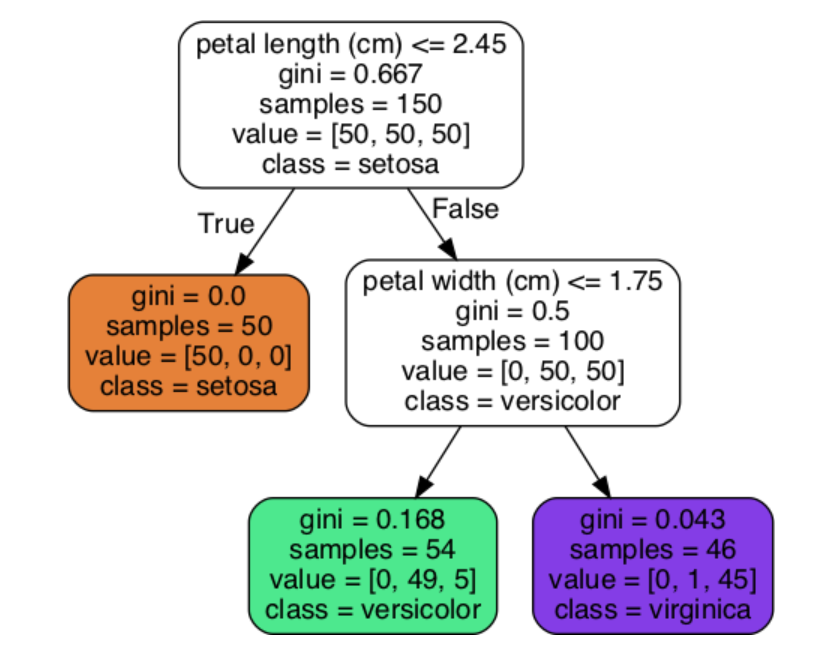 petal length (cm) <= 2.45
gini = 0.667
samples = 150
value = [50, 50, 50]
class = setosa
True
False
gini = 0.0
samples = 50
value = [50, 0, 0]
class = setosa
petal width (cm) <= 1.75
gini = 0.5
samples = 100
value = [0, 50, 50]
class = versicolor
gini = 0.168
samples = 54
value = [0, 49, 5]
class = versicolor
gini = 0.043
samples = 46
value = [0, 1, 45]
class = virginica